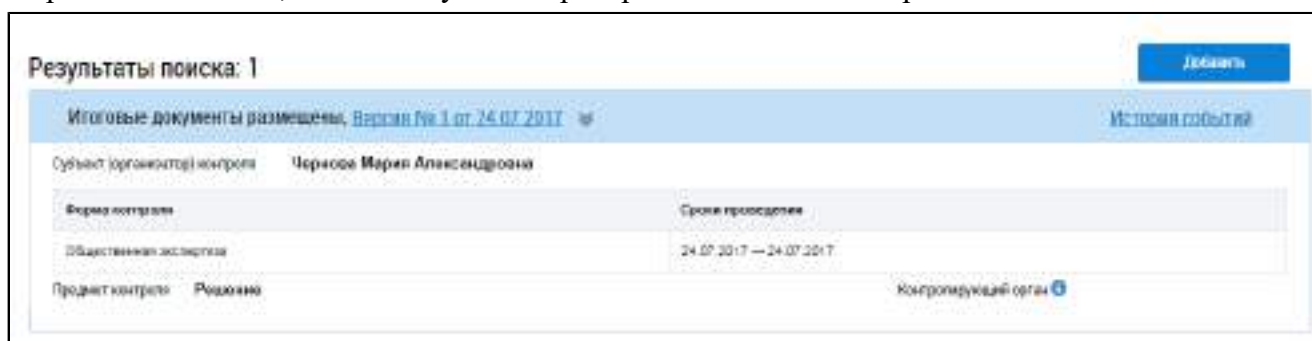 Результаты поиска: 1
Добавить
Итоговые документы размещены, Версия № 1 от 24.07.2017
История событий
Субъект (организатор) контроля Чернова Мария Александровна
Форма контроля Сроки проведения
Общественная экспертиза 24.07.2017 — 24.07.2017
Предмет контроля Решение Контролирующий орган